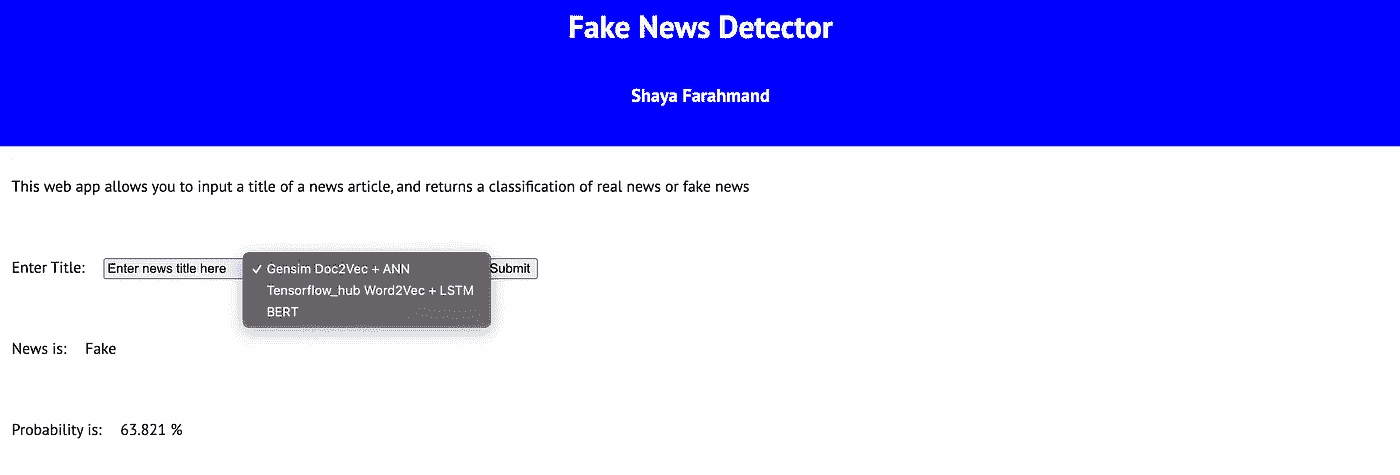 Fake News Detector
Shaya Farahmand
This web app allows you to input a title of a news article, and returns a classification of real news or fake news
Enter Title: Enter news title here ✓ Gensim Doc2Vec + ANN Submit
Tensorflow_hub Word2Vec + LSTM
BERT
News is: Fake
Probability is: 63.821 %